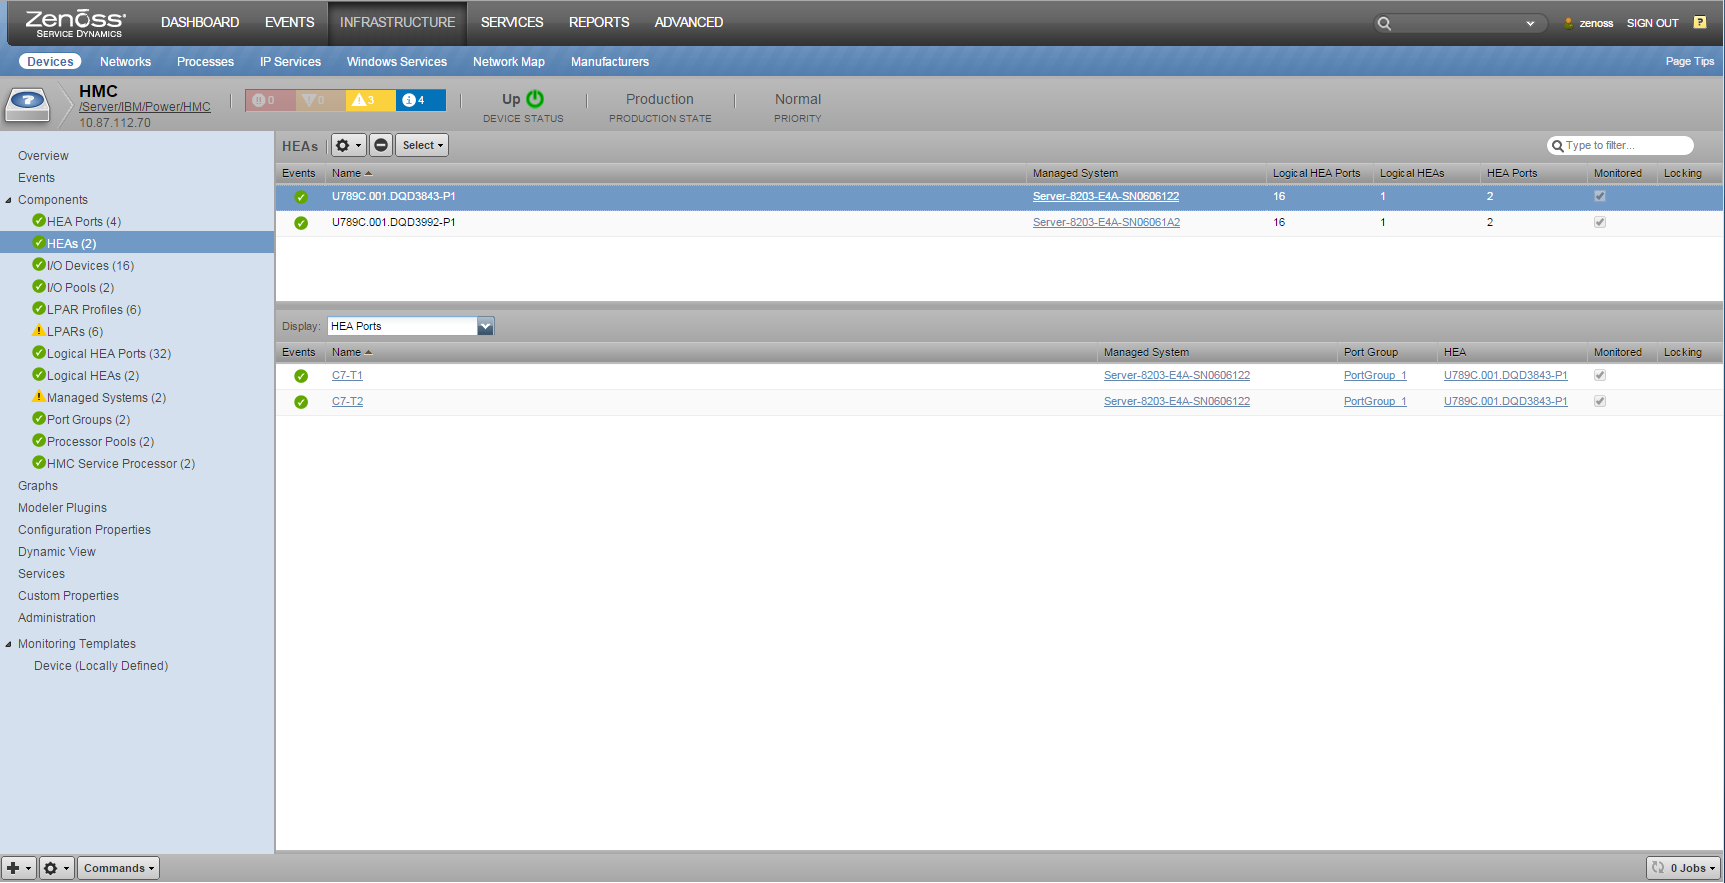 Zenoss DASHBOARD EVENTS INFRASTRUCTURE SERVICES REPORTS ADVANCED zenoss SIGN OUT ?
SERVICE DYNAMICS
Devices Networks Processes IP Services Windows Services Network Map Manufacturers Page Tips
HMC
/Server/IBM/Power/HMC
10.87.112.70
0 0 3 4
Up
DEVICE STATUS
Production
PRODUCTION STATE
Normal
PRIORITY
Overview
Events
Components
HEA Ports (4)
HEAs (2)
I/O Devices (16)
I/O Pools (2)
LPAR Profiles (6)
LPARs (6)
Logical HEA Ports (32)
Logical HEAs (2)
Managed Systems (2)
Port Groups (2)
Processor Pools (2)
HMC Service Processor (2)
Graphs
Modeler Plugins
Configuration Properties
Dynamic View
Services
Custom Properties
Administration
Monitoring Templates
Device (Locally Defined)
HEAs Select Type to filter...
Events Name Managed System Logical HEA Ports Logical HEAs HEA Ports Monitored Locking
U789C.001.DQD3843-P1 Server-8203-E4A-SN0606122 16 1 2
U789C.001.DQD3992-P1 Server-8203-E4A-SN06061A2 16 1 2
Display: HEA Ports
Events Name Managed System Port Group HEA Monitored Locking
C7-T1 Server-8203-E4A-SN0606122 PortGroup_1 U789C.001.DQD3843-P1
C7-T2 Server-8203-E4A-SN0606122 PortGroup_1 U789C.001.DQD3843-P1
Commands 0 Jobs